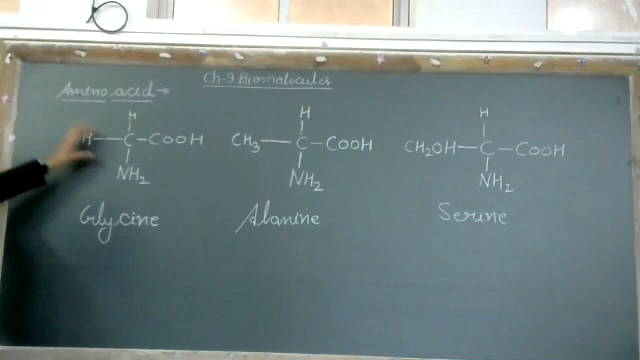 Ch-9 Biomolecules
Amino acid →
H
H — C — COOH
NH2
Glycine
H
CH3 — C — COOH
NH2
Alanine
H
CH2OH — C — COOH
NH2
Serine